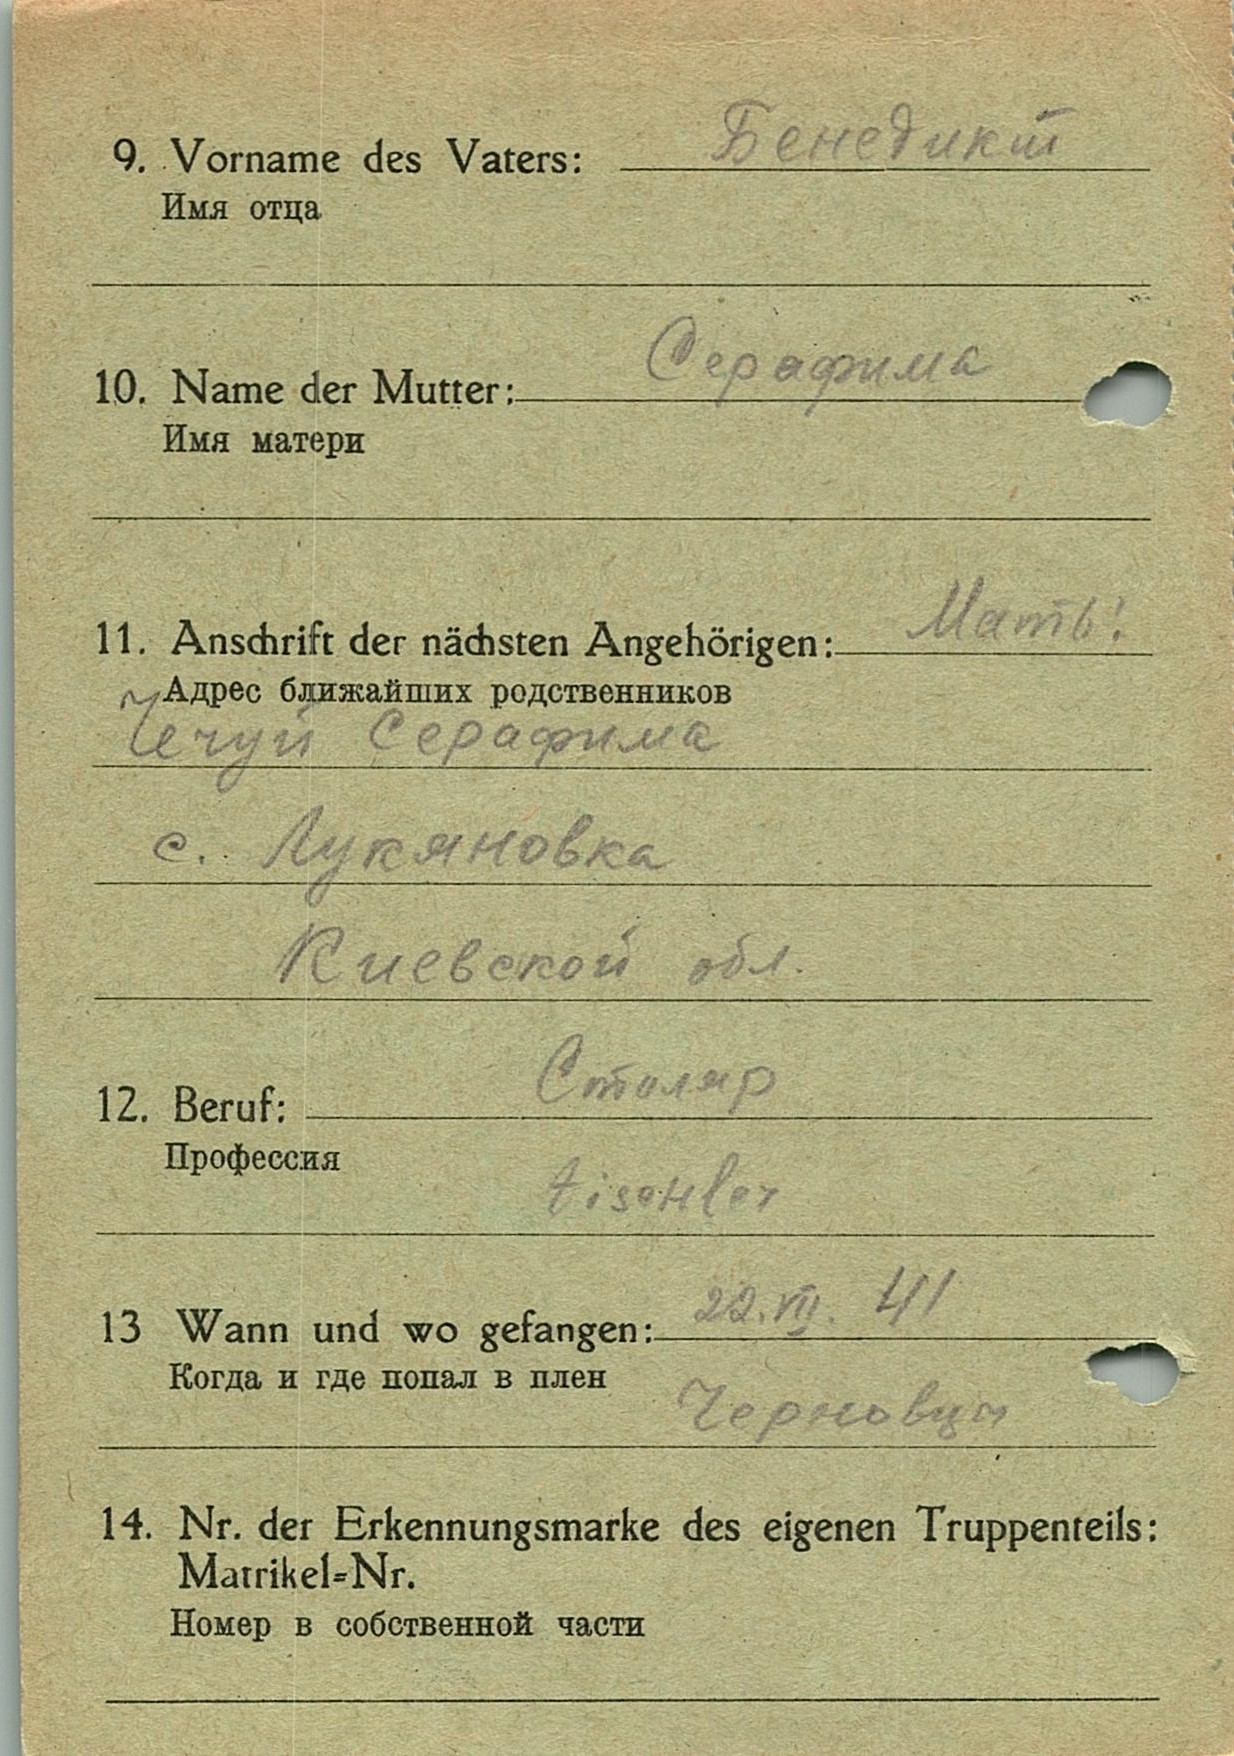 9. Vorname des Vaters: Бенедикт
Имя отца
10. Name der Mutter: Серафима
Имя матери
11. Anschrift der nächsten Angehörigen: Мать:
Адрес ближайших родственников
Чечуй Серафима
с. Лукяновка
Киевской обл.
12. Beruf: Столяр
Профессия
tischler
13 Wann und wo gefangen: 22.VII. 41
Когда и где попал в плен
Черновци
14. Nr. der Erkennungsmarke des eigenen Truppenteils:
Matrikel=Nr.
Номер в собственной части